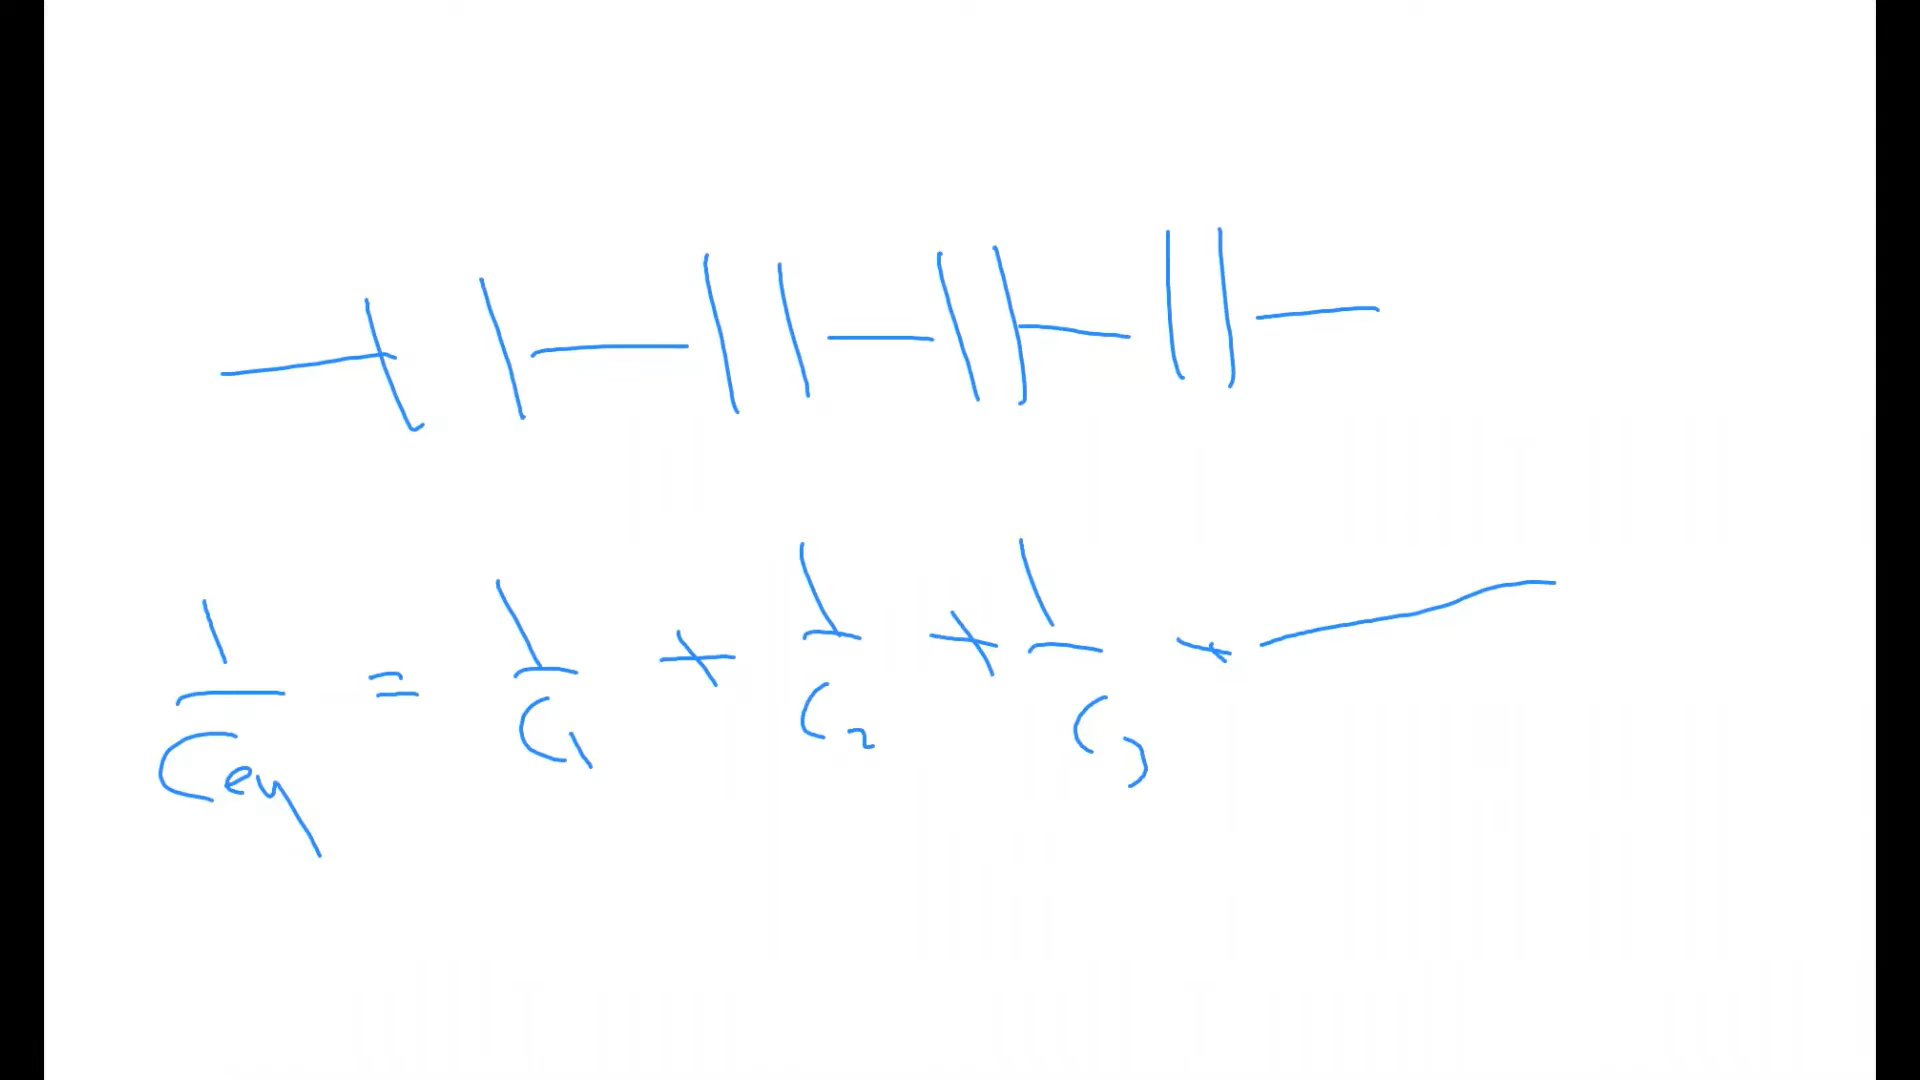 1/Ceq = 1/C1 + 1/C2 + 1/C3 + —